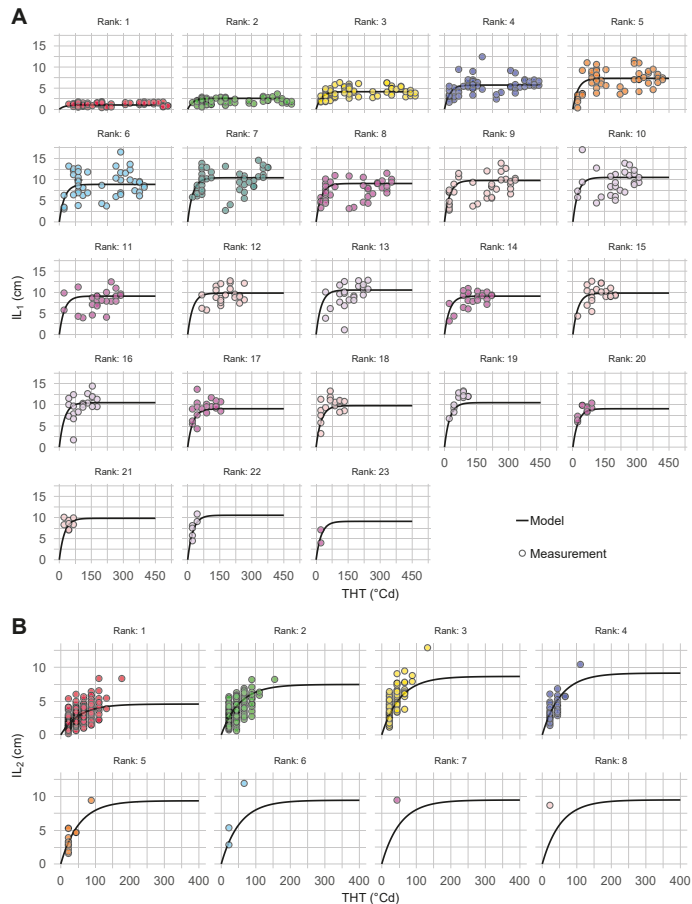 A
Rank: 1 Rank: 2 Rank: 3 Rank: 4 Rank: 5
15
10
5
0
Rank: 6 Rank: 7 Rank: 8 Rank: 9 Rank: 10
15
10
5
0
Rank: 11 Rank: 12 Rank: 13 Rank: 14 Rank: 15
15
10
5
0
IL₁ (cm)
Rank: 16 Rank: 17 Rank: 18 Rank: 19 Rank: 20
15
10
5
0
0 150 300 450 0 150 300 450
Rank: 21 Rank: 22 Rank: 23
15
10
5
0
Model
Measurement
0 150 300 450 0 150 300 450 0 150 300 450
THT (°Cd)
B
Rank: 1 Rank: 2 Rank: 3 Rank: 4
10
5
0
IL₂ (cm)
Rank: 5 Rank: 6 Rank: 7 Rank: 8
10
5
0
0 100 200 300 400 0 100 200 300 400 0 100 200 300 400 0 100 200 300 400
THT (°Cd)